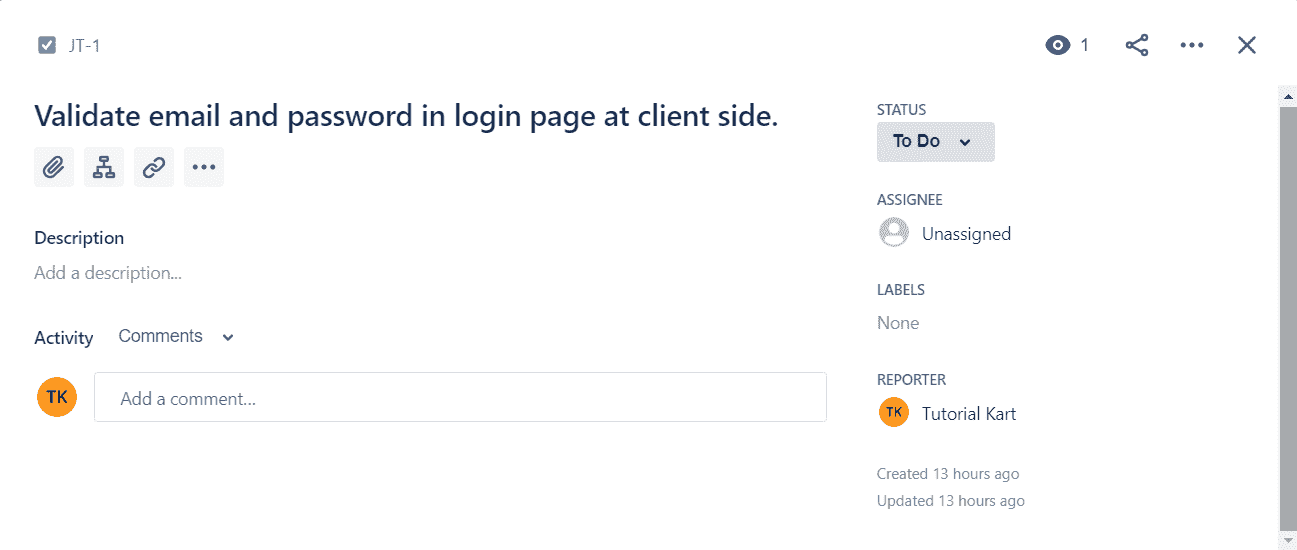 JT-1
1
Validate email and password in login page at client side.
Description
Add a description...
Activity Comments
TK Add a comment...
STATUS
To Do
ASSIGNEE
Unassigned
LABELS
None
REPORTER
TK Tutorial Kart
Created 13 hours ago
Updated 13 hours ago